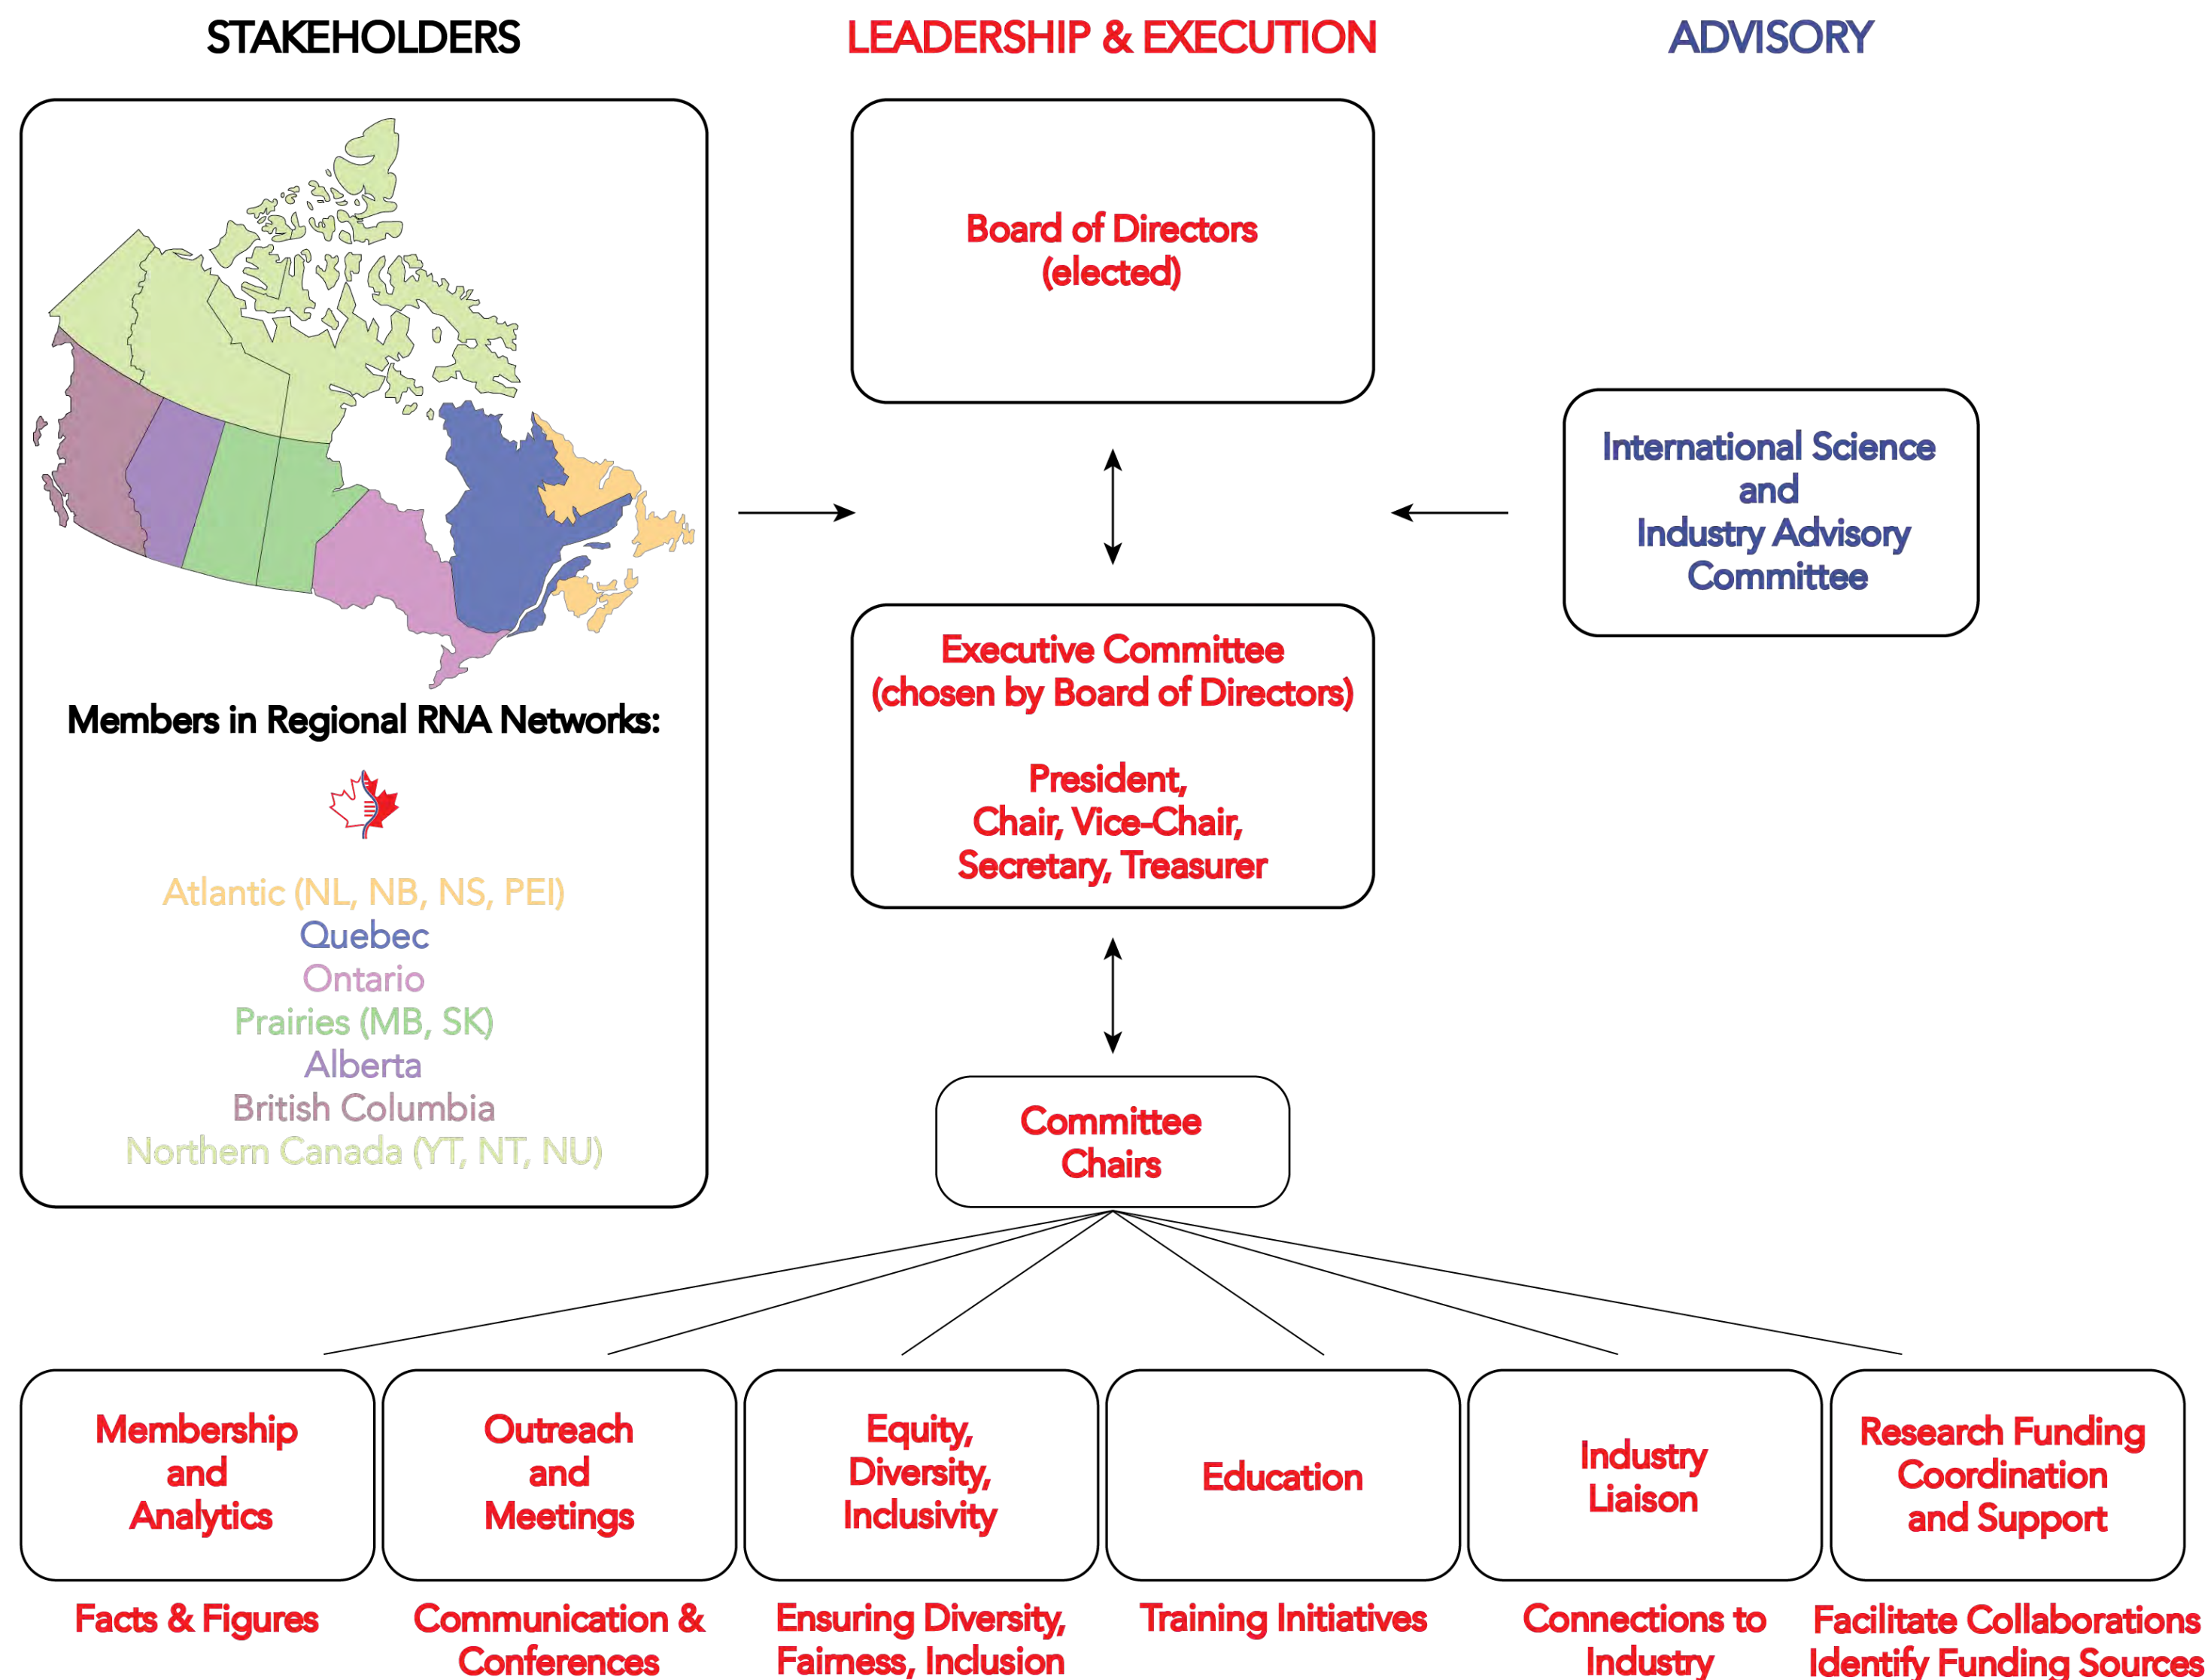 STAKEHOLDERS
LEADERSHIP & EXECUTION
ADVISORY
Members in Regional RNA Networks:
Atlantic (NL, NB, NS, PEI)
Quebec
Ontario
Prairies (MB, SK)
Alberta
British Columbia
Northern Canada (YT, NT, NU)
Board of Directors
(elected)
Executive Committee
(chosen by Board of Directors)
President,
Chair, Vice-Chair,
Secretary, Treasurer
International Science
and
Industry Advisory
Committee
Committee
Chairs
Membership
and
Analytics
Facts & Figures
Outreach
and
Meetings
Communication &
Conferences
Equity,
Diversity,
Inclusivity
Ensuring Diversity,
Fairness, Inclusion
Education
Training Initiatives
Industry
Liaison
Connections to
Industry
Research Funding
Coordination
and Support
Facilitate Collaborations
Identify Funding Sources